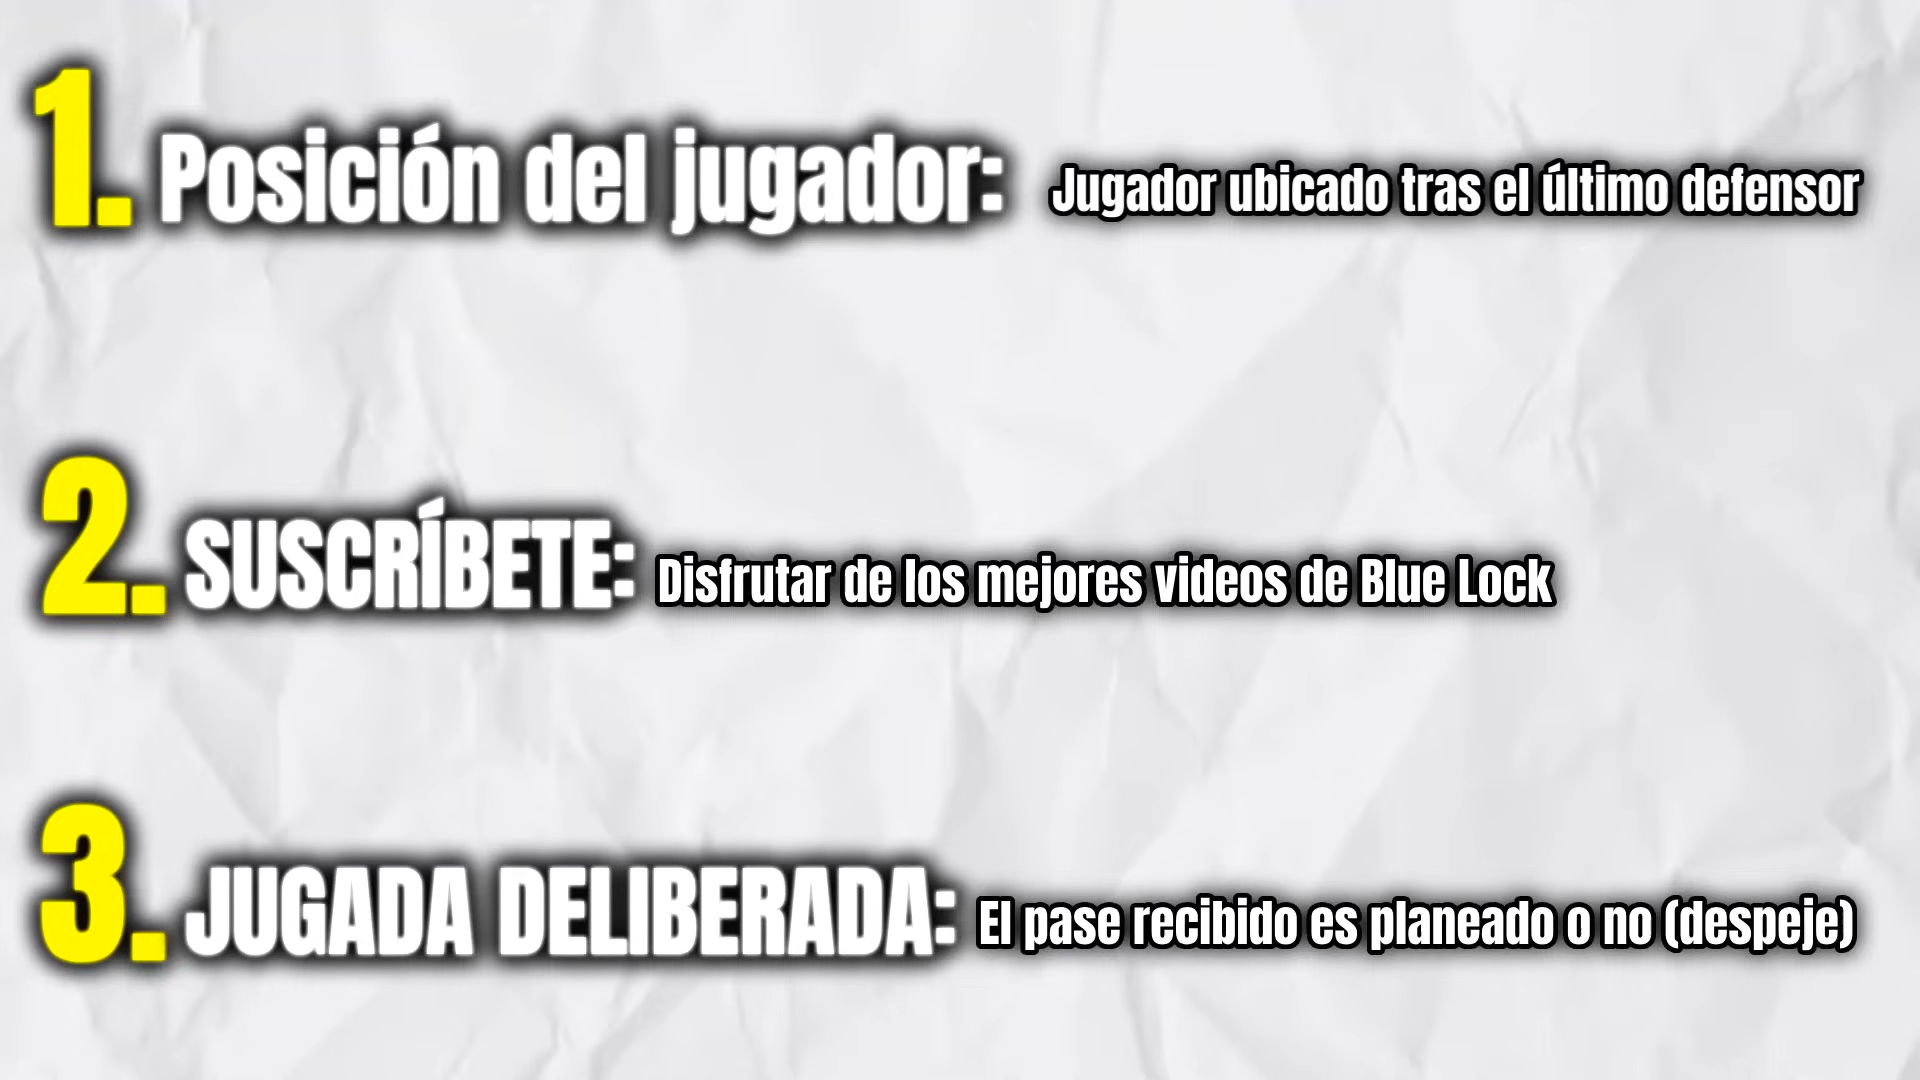 1. Posición del jugador: Jugador ubicado tras el último defensor
2. SUSCRÍBETE: Disfrutar de los mejores videos de Blue Lock
3. JUGADA DELIBERADA: El pase recibido es planeado o no (despeje)